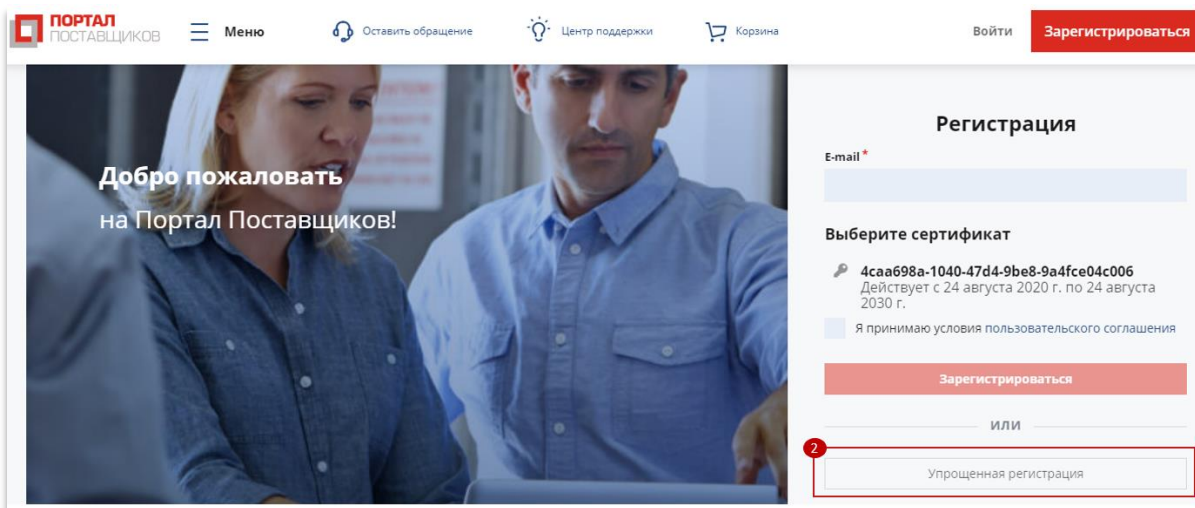 ПОРТАЛ
ПОСТАВЩИКОВ
Меню
Оставить обращение
Центр поддержки
Корзина
Войти
Зарегистрироваться
Добро пожаловать
на Портал Поставщиков!
Регистрация
E-mail *
Выберите сертификат
4caa698a-1040-47d4-9be8-9a4fce04c006
Действует с 24 августа 2020 г. по 24 августа
2030 г.
Я принимаю условия пользовательского соглашения
Зарегистрироваться
или
2
Упрощенная регистрация